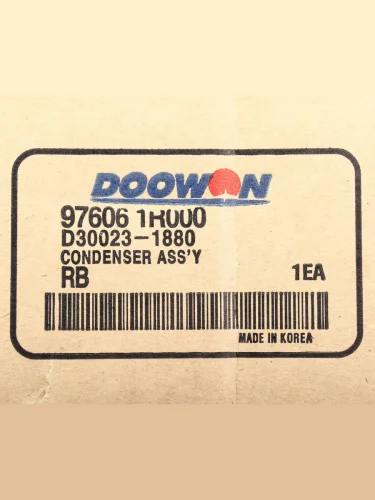 DOOWON
97606 1R000
D30023-1880
CONDENSER ASS'Y
RB 1EA
MADE IN KOREA